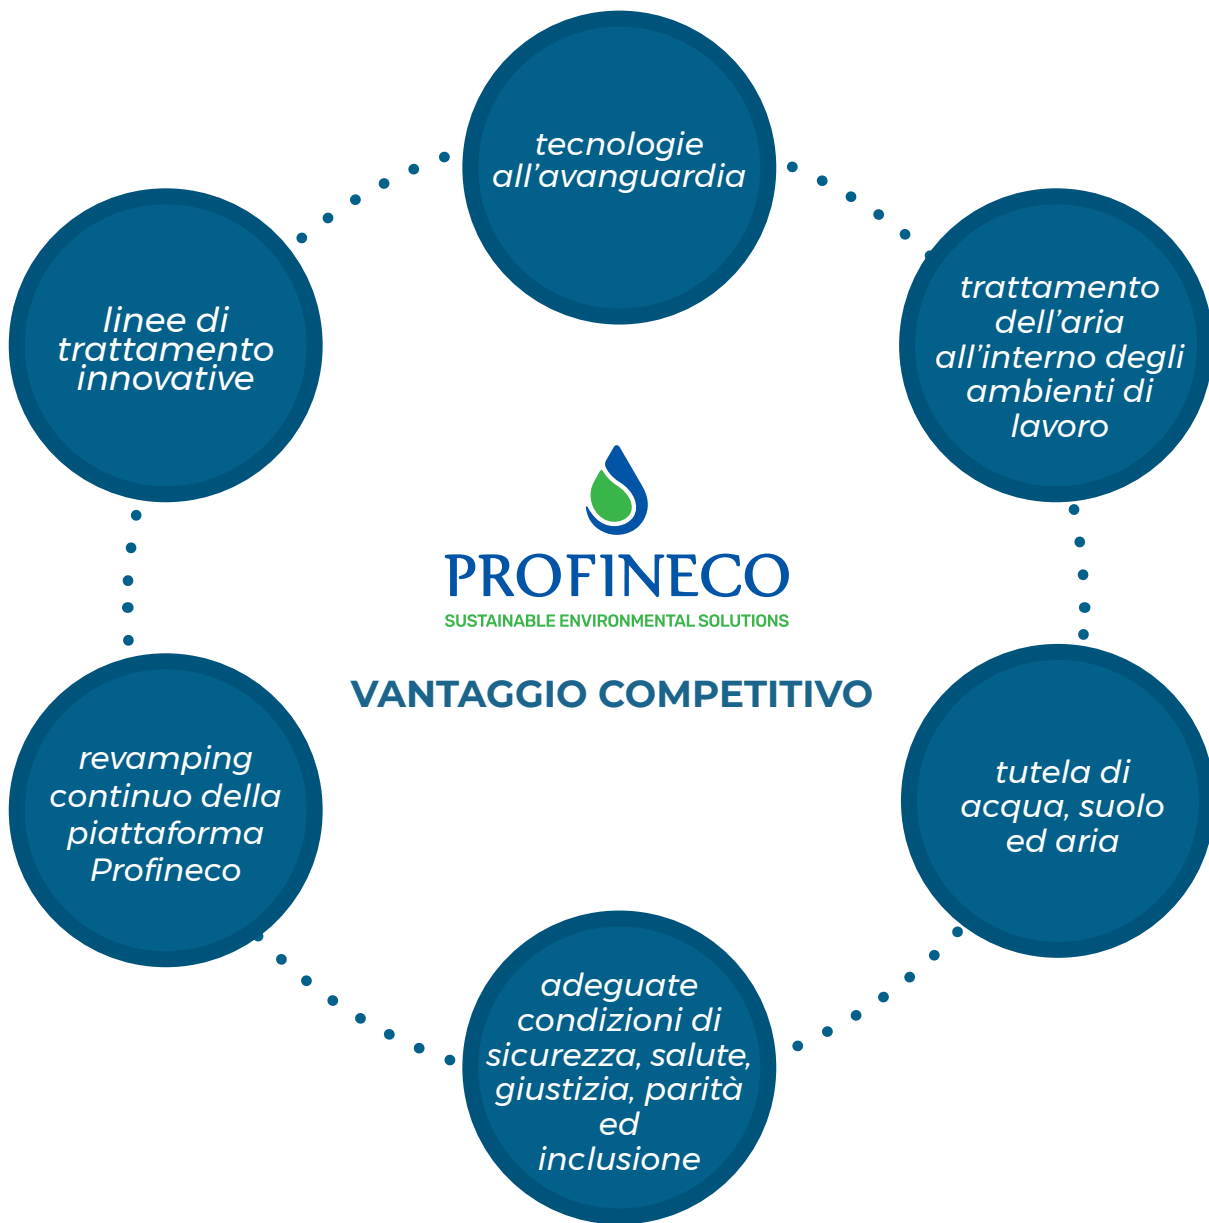 tecnologie
all'avanguardia
trattamento
dell'aria
all'interno degli
ambienti di
lavoro
tutela di
acqua, suolo
ed aria
adeguate
condizioni di
sicurezza, salute,
giustizia, parità
ed
inclusione
revamping
continuo della
piattaforma
Profineco
linee di
trattamento
innovative
PROFINECO
SUSTAINABLE ENVIRONMENTAL SOLUTIONS
VANTAGGIO COMPETITIVO